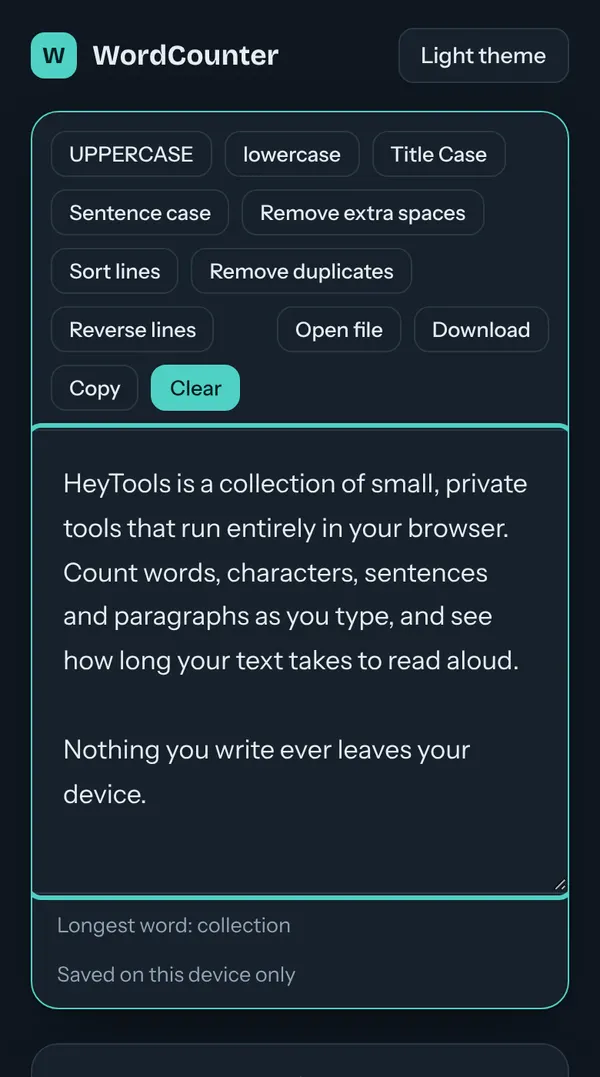 W WordCounter Light theme
UPPERCASE lowercase Title Case
Sentence case Remove extra spaces
Sort lines Remove duplicates
Reverse lines Open file Download
Copy Clear
HeyTools is a collection of small, private
tools that run entirely in your browser.
Count words, characters, sentences
and paragraphs as you type, and see
how long your text takes to read aloud.
Nothing you write ever leaves your
device.
Longest word: collection
Saved on this device only